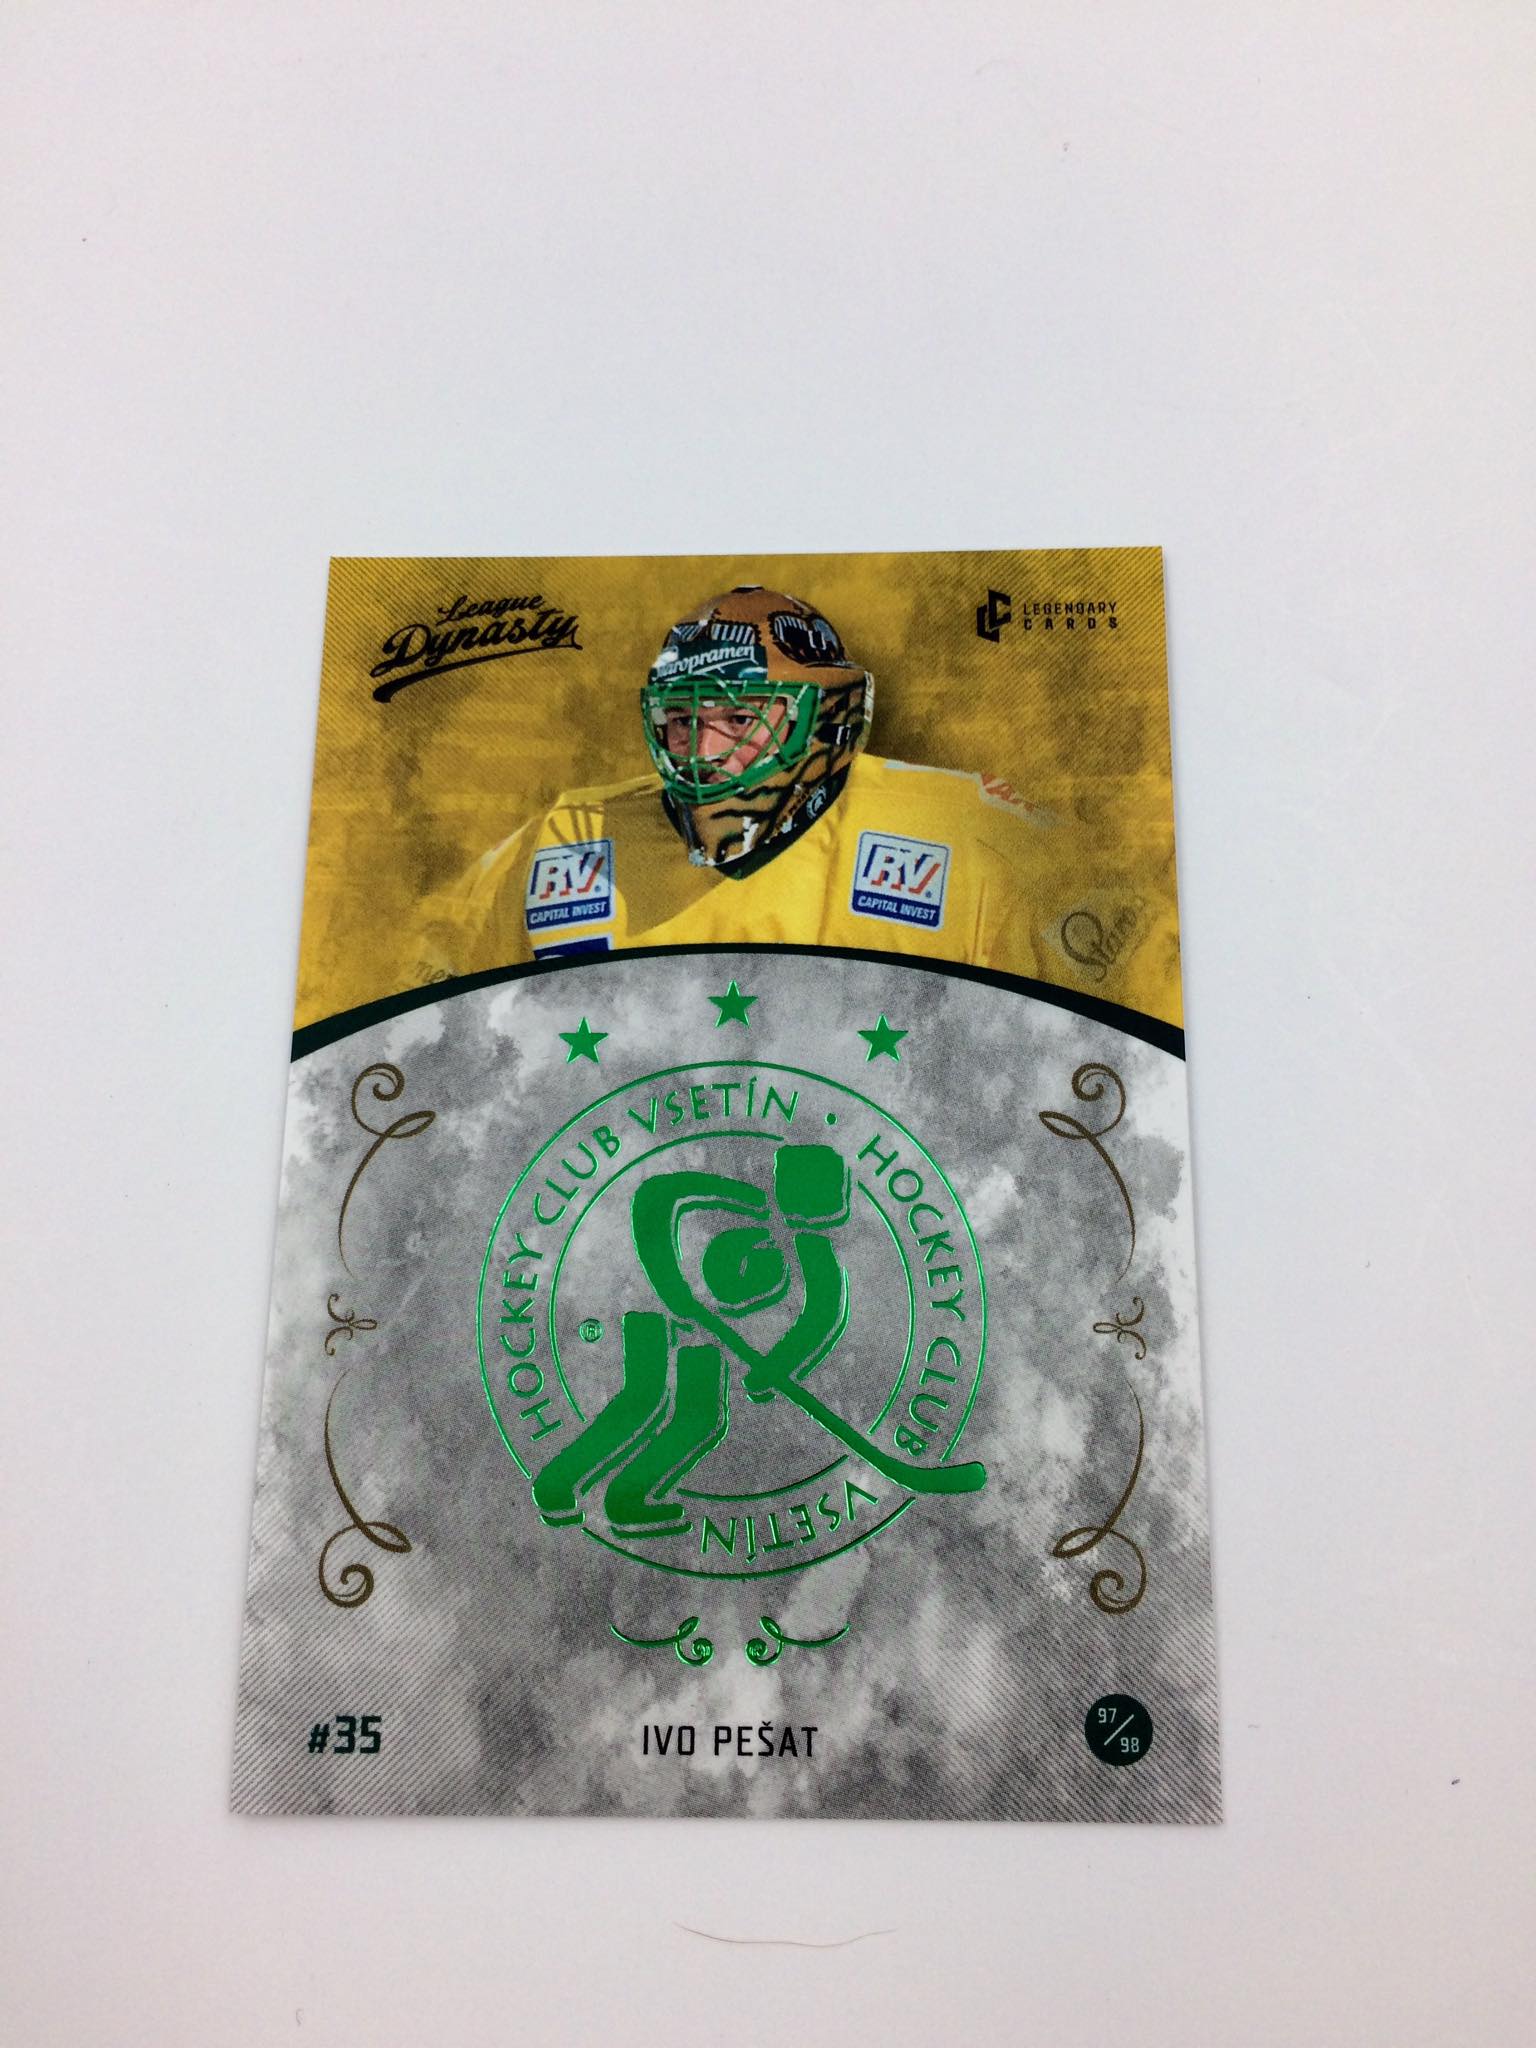 League
Dynasty
LEGENDARY
CARDS
Staropramen
RV
CAPITAL INVEST
RV
CAPITAL INVEST
HOCKEY CLUB VSETÍN • HOCKEY CLUB VSETÍN
®
#35
IVO PEŠAT
97/98